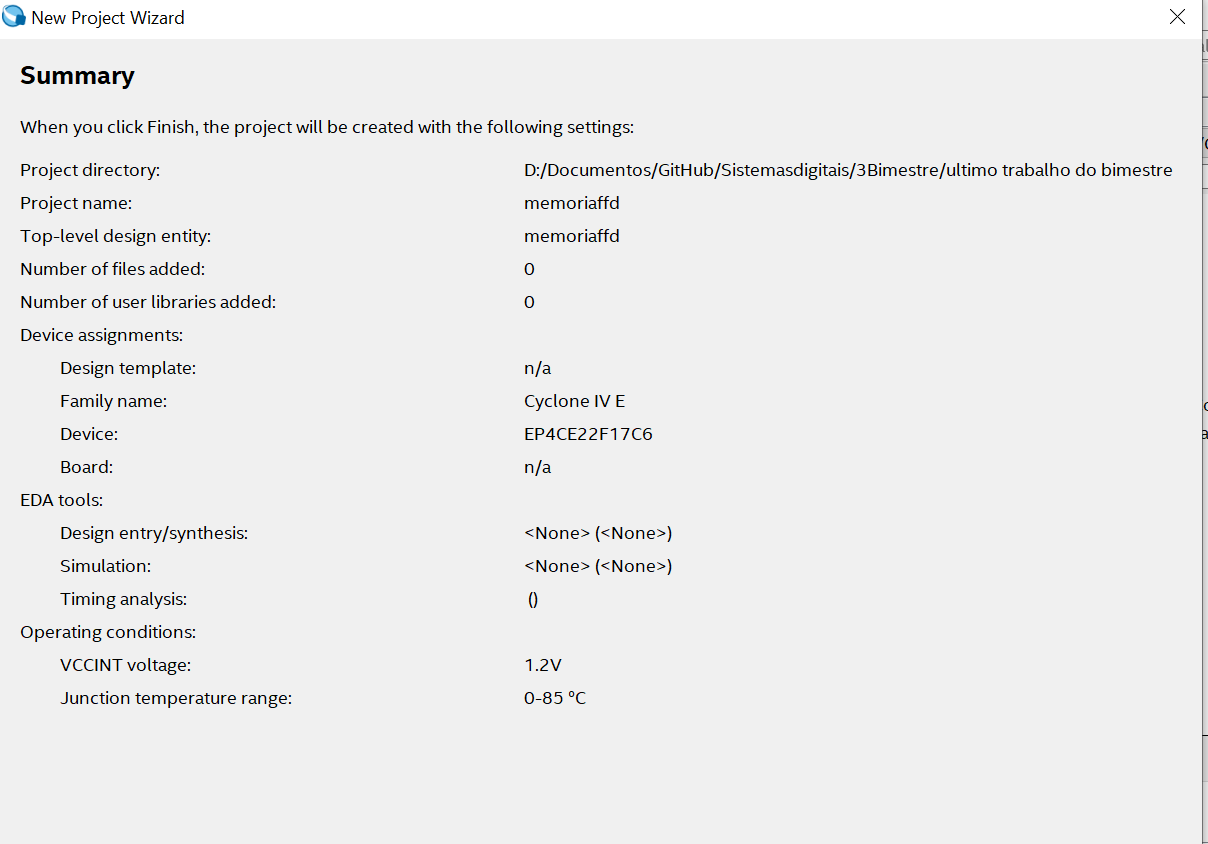 New Project Wizard
Summary
When you click Finish, the project will be created with the following settings:
Project directory: D:/Documentos/GitHub/Sistemasdigitais/3Bimestre/ultimo trabalho do bimestre
Project name: memoriaffd
Top-level design entity: memoriaffd
Number of files added: 0
Number of user libraries added: 0
Device assignments:
Design template: n/a
Family name: Cyclone IV E
Device: EP4CE22F17C6
Board: n/a
EDA tools:
Design entry/synthesis: <None> (<None>)
Simulation: <None> (<None>)
Timing analysis: ()
Operating conditions:
VCCINT voltage: 1.2V
Junction temperature range: 0-85 ºC